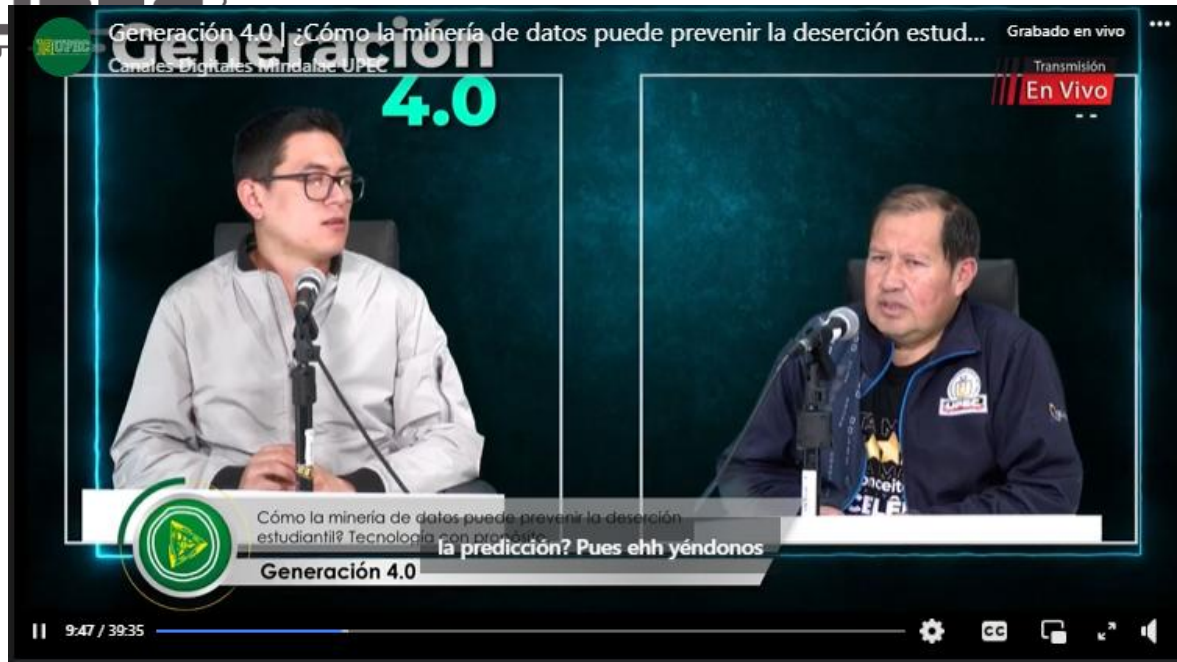 Generación 4.0 | ¿Cómo la minería de datos puede prevenir la deserción estud...
Grabado en vivo
Canales Digitales Mindalae UPEC
Generación
4.0
Transmisión
En Vivo
UPEC
Cómo la minería de datos puede prevenir la deserción
estudiantil? Tecnología con propósito
la predicción? Pues ehh yéndonos
Generación 4.0
9:47 / 39:35
CC